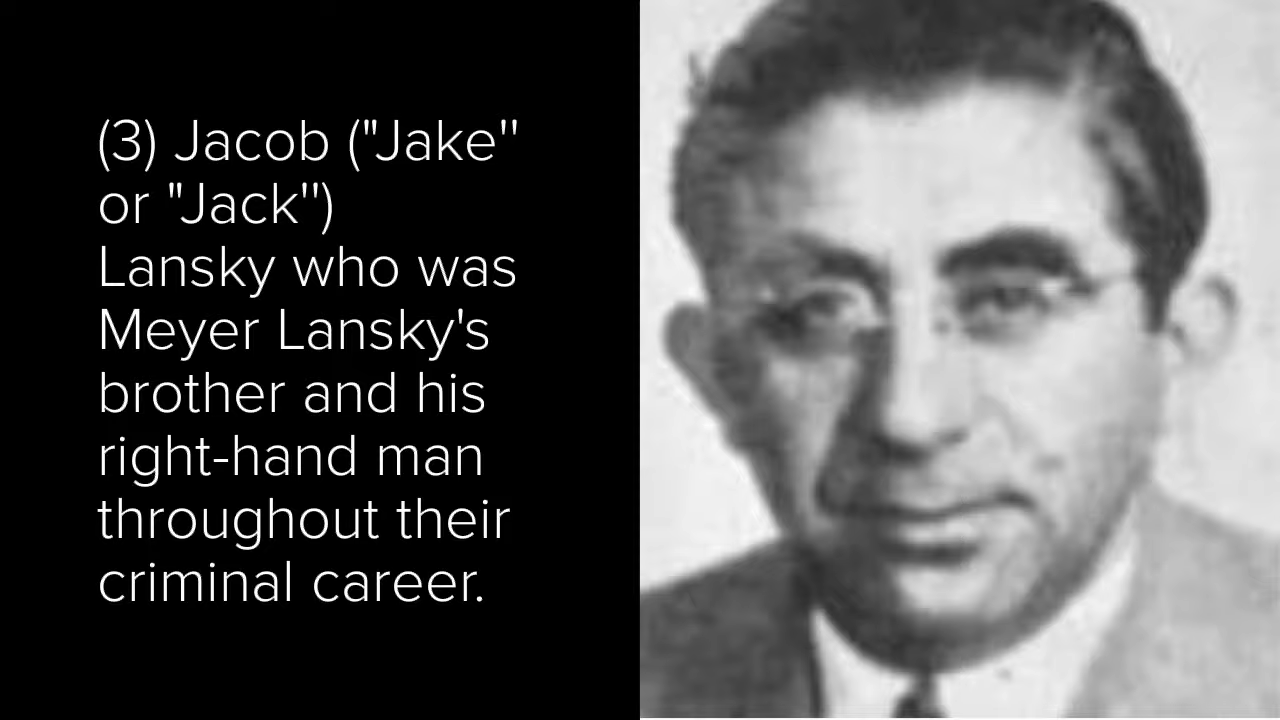 (3) Jacob ("Jake"
or "Jack")
Lansky who was
Meyer Lansky's
brother and his
right-hand man
throughout their
criminal career.